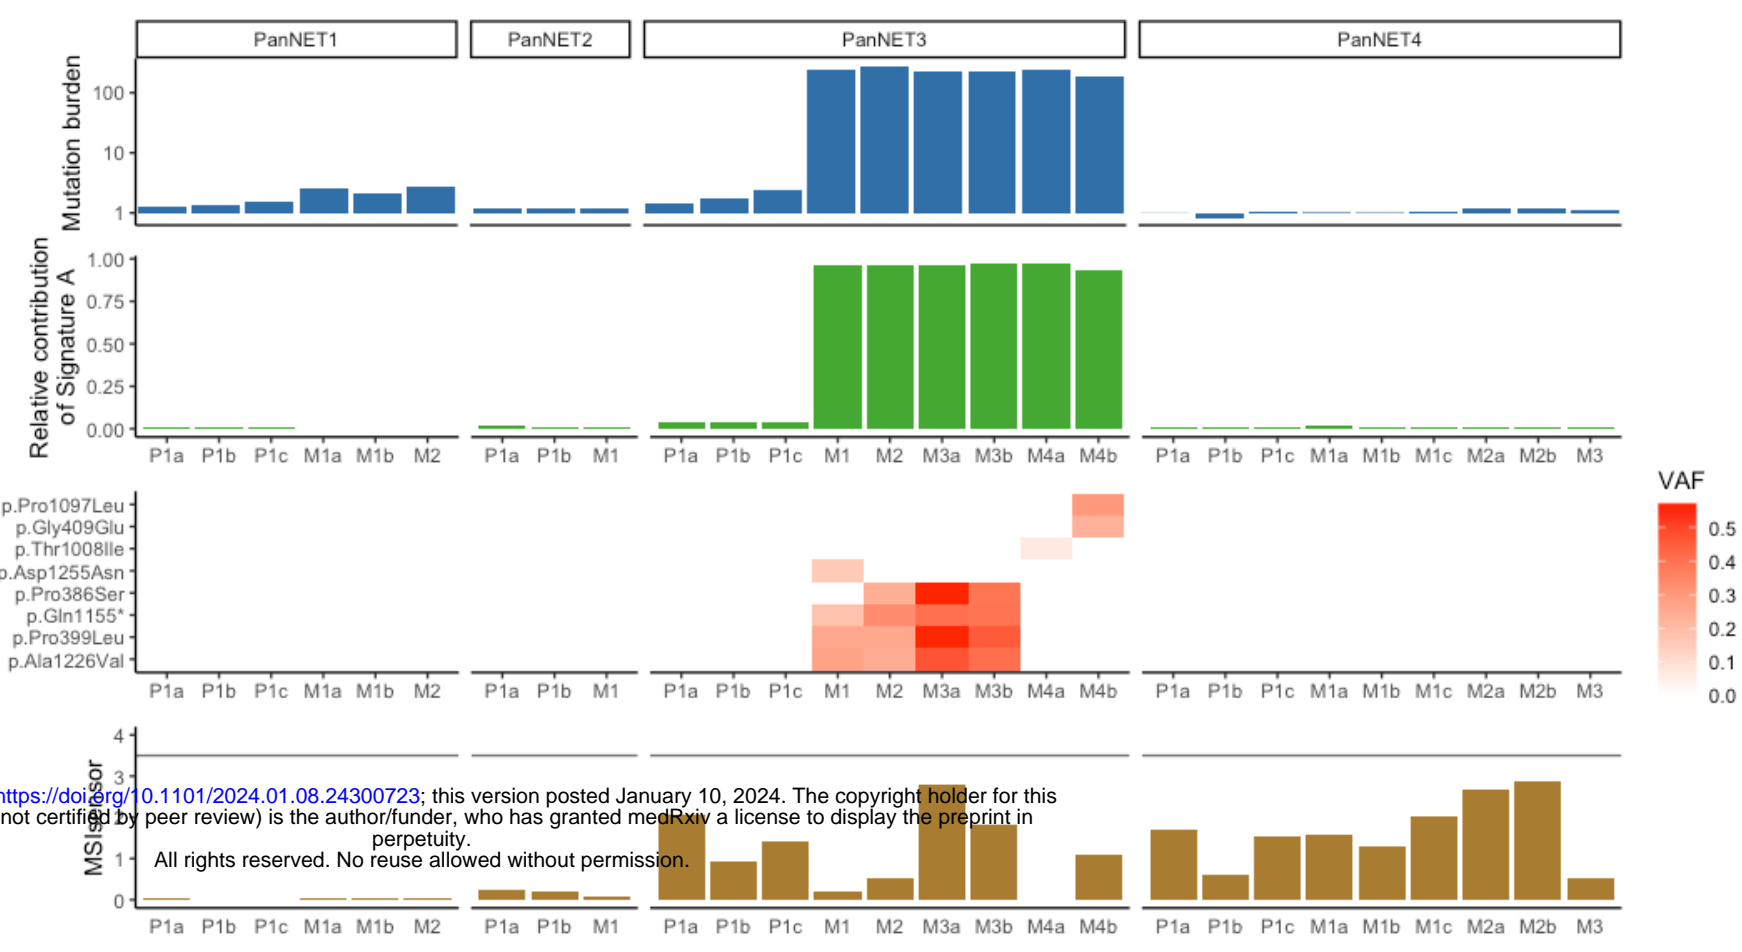 PanNET1 PanNET2 PanNET3 PanNET4
Mutation burden
100
10
1
Relative contribution
of Signature A
1.00
0.75
0.50
0.25
0.00
P1a P1b P1c M1a M1b M2 P1a P1b M1 P1a P1b P1c M1 M2 M3a M3b M4a M4b P1a P1b P1c M1a M1b M1c M2a M2b M3
p.Pro1097Leu
p.Gly409Glu
p.Thr1008Ile
p.Asp1255Asn
p.Pro386Ser
p.Gln1155*
p.Pro399Leu
p.Ala1226Val
P1a P1b P1c M1a M1b M2 P1a P1b M1 P1a P1b P1c M1 M2 M3a M3b M4a M4b P1a P1b P1c M1a M1b M1c M2a M2b M3
VAF
0.5
0.4
0.3
0.2
0.1
0.0
MSIsensor
4
3
1
0
https://doi.org/10.1101/2024.01.08.24300723; this version posted January 10, 2024. The copyright holder for this
not certified by peer review) is the author/funder, who has granted medRxiv a license to display the preprint in
perpetuity.
All rights reserved. No reuse allowed without permission.
P1a P1b P1c M1a M1b M2 P1a P1b M1 P1a P1b P1c M1 M2 M3a M3b M4a M4b P1a P1b P1c M1a M1b M1c M2a M2b M3